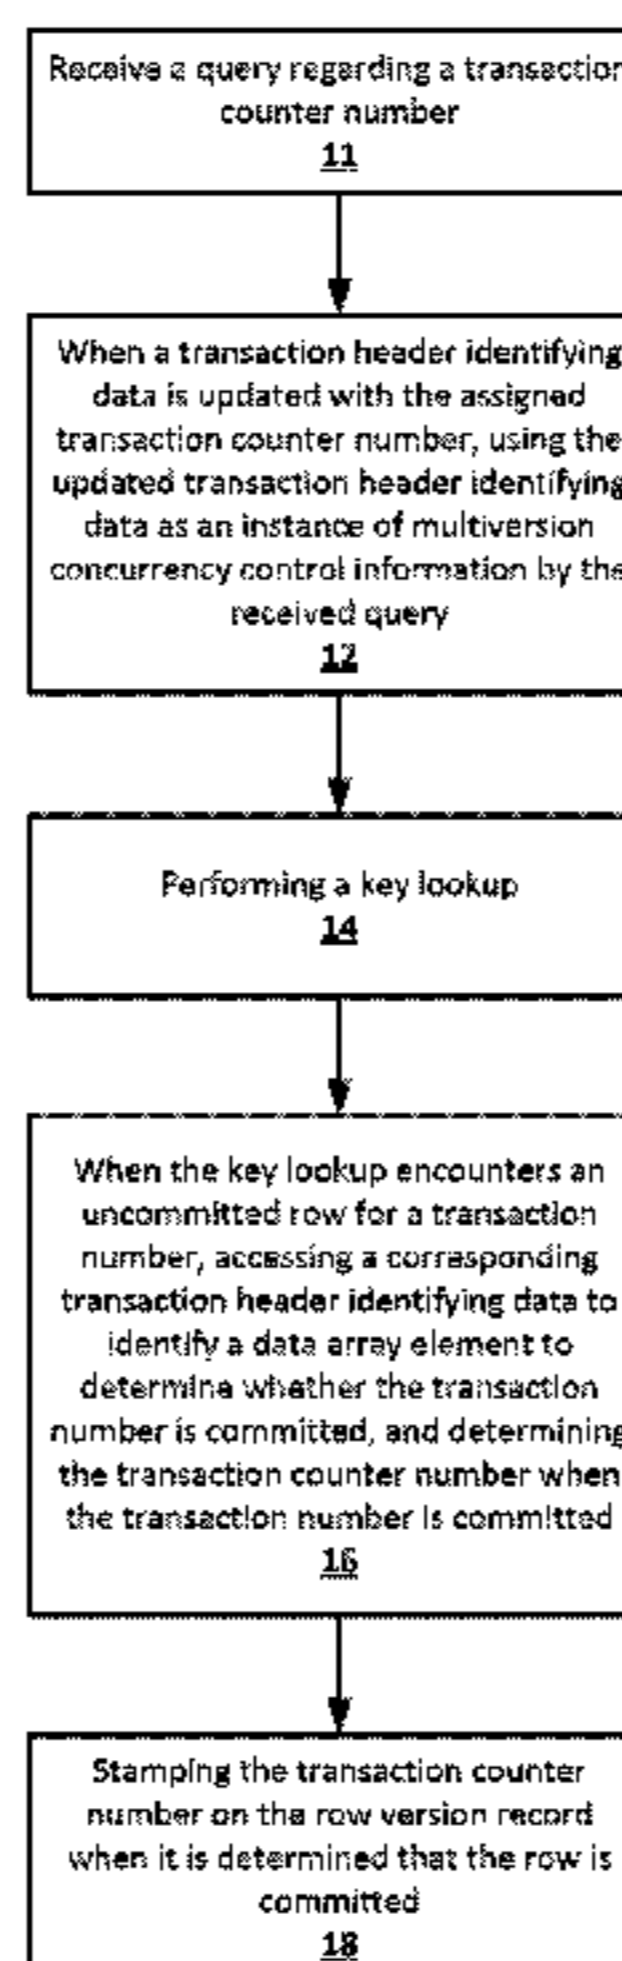 Receive a query regarding a transaction
counter number
11
When a transaction header identifying
data is updated with the assigned
transaction counter number, using the
updated transaction header identifying
data as an instance of multiversion
concurrency control information by the
received query
12
Performing a key lookup
14
When the key lookup encounters an
uncommitted row for a transaction
number, accessing a corresponding
transaction header identifying data to
identify a data array element to
determine whether the transaction
number is committed, and determining
the transaction counter number when
the transaction number is committed
16
Stamping the transaction counter
number on the row version record
when it is determined that the row is
committed
18